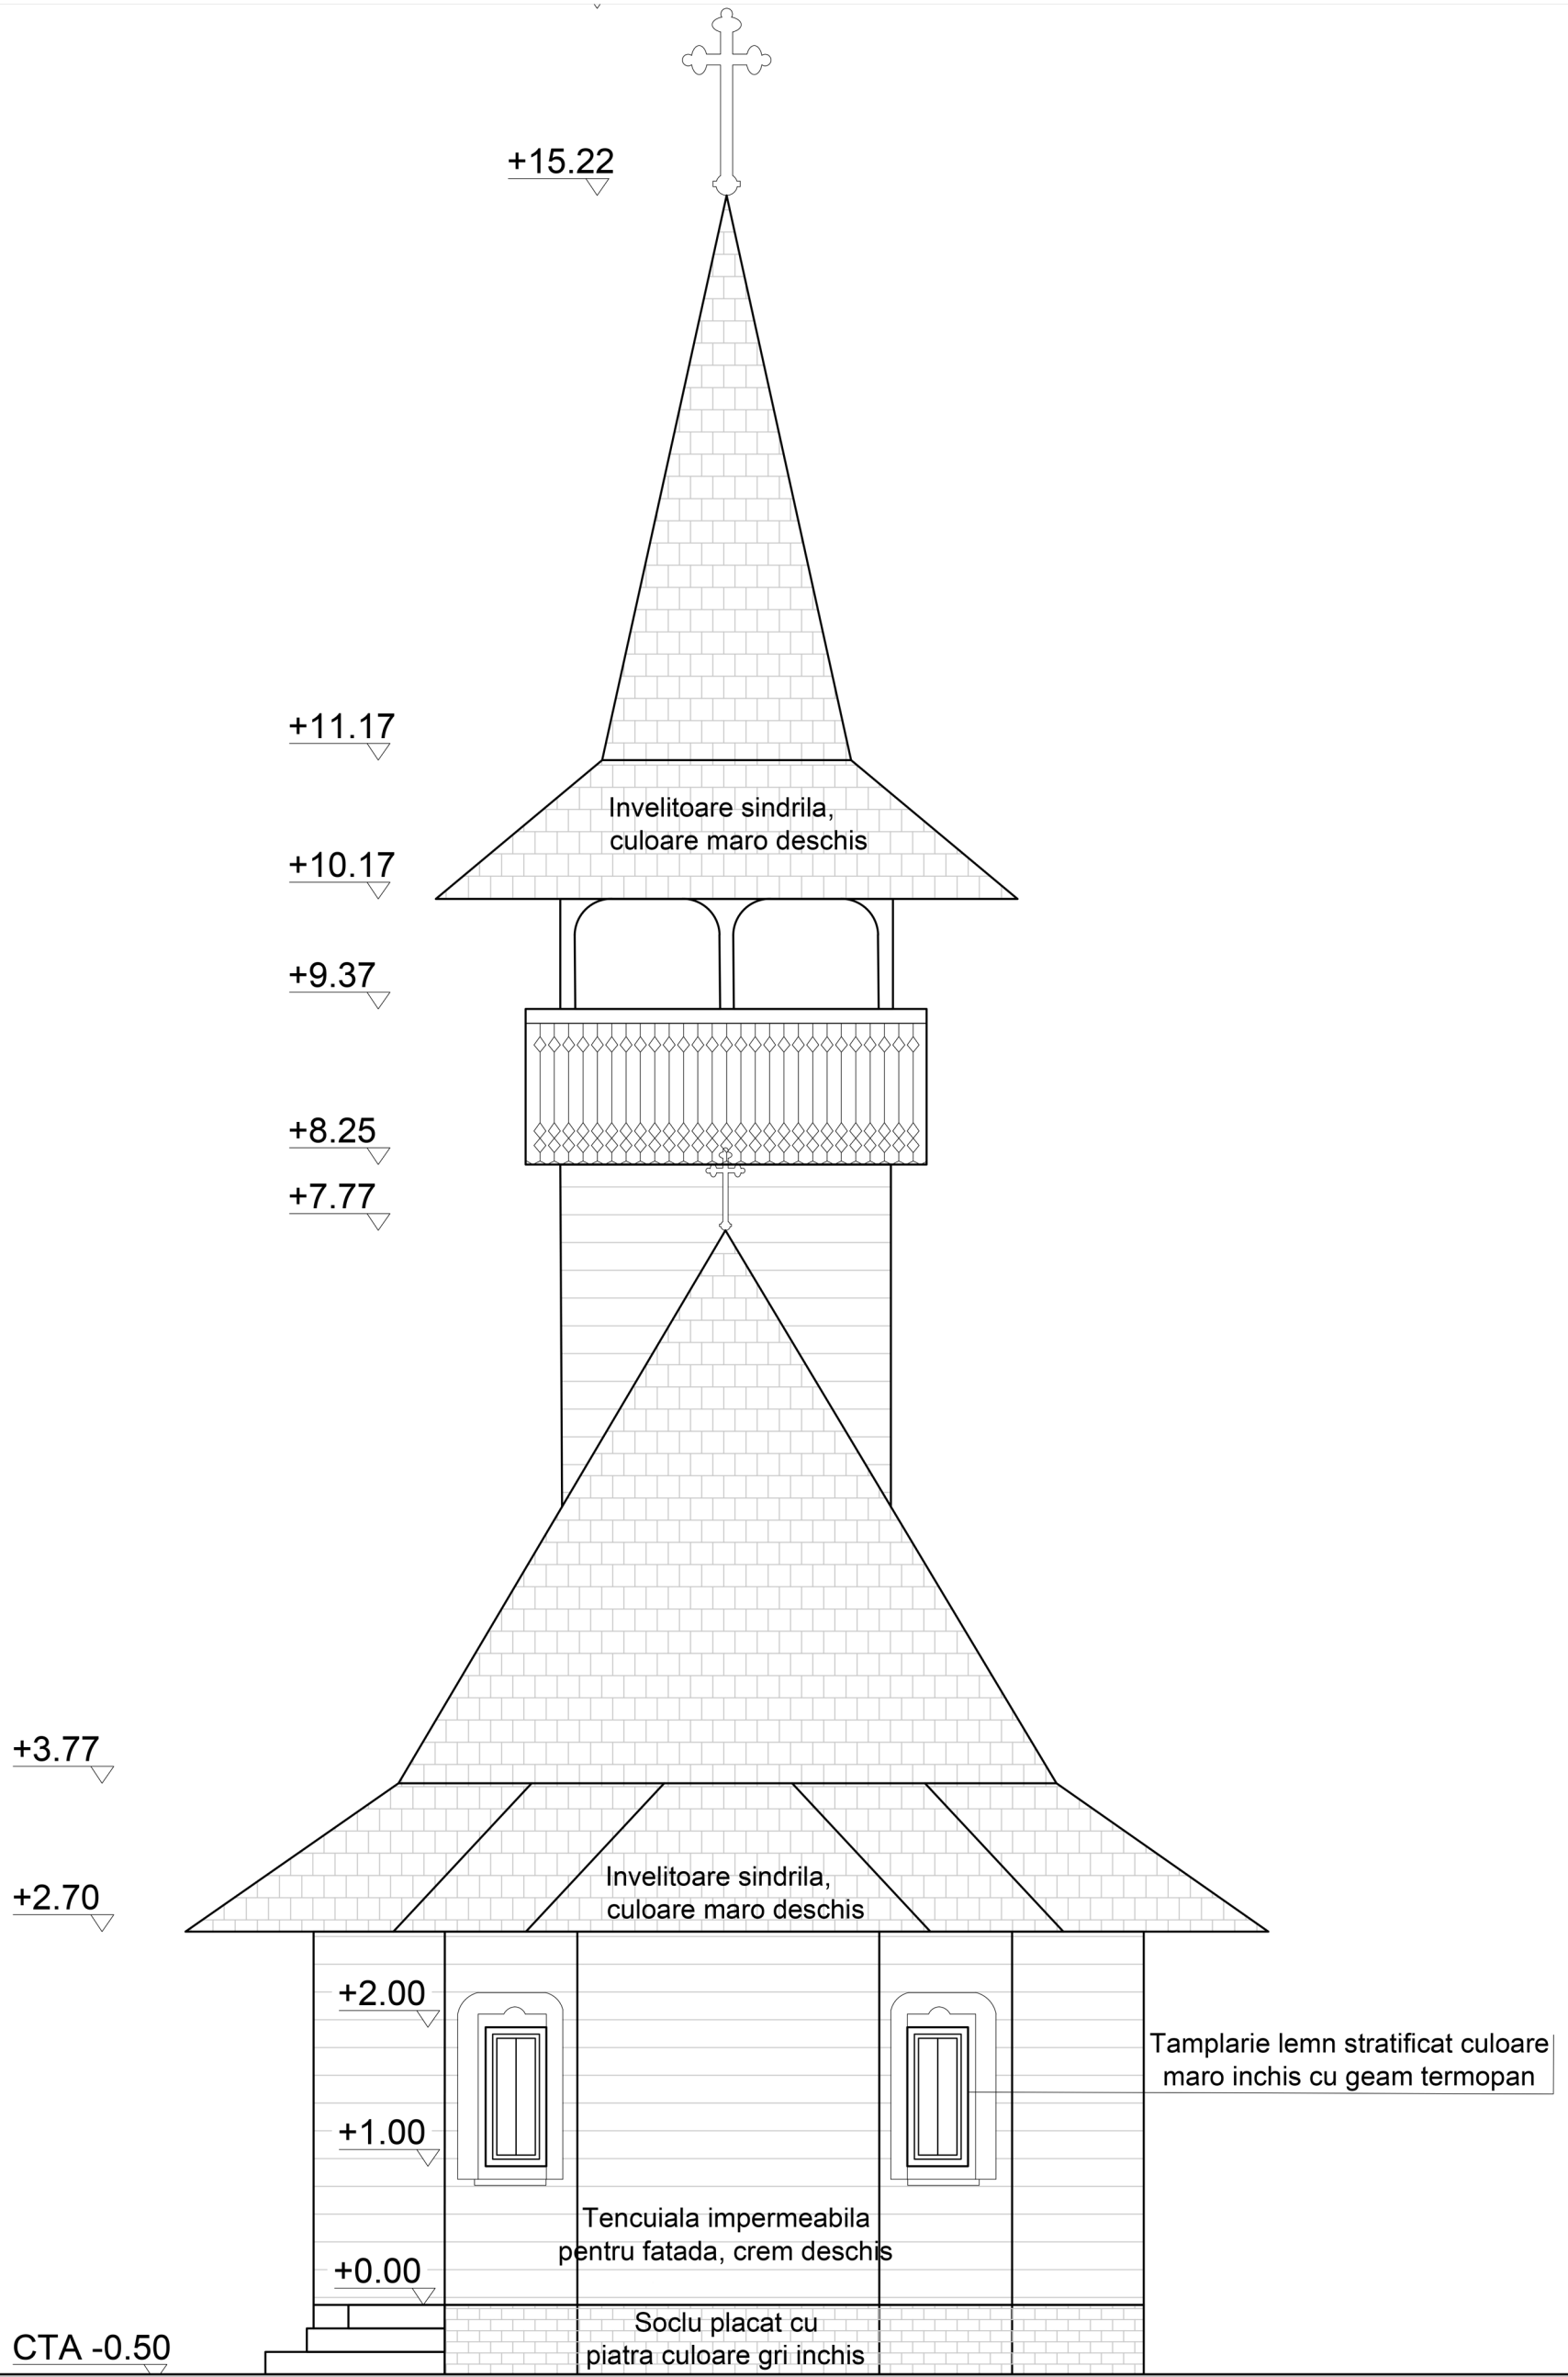 +15.22
+11.17
Invelitoare sindrila,
culoare maro deschis
+10.17
+9.37
+8.25
+7.77
+3.77
Invelitoare sindrila,
culoare maro deschis
+2.70
+2.00
Tamplarie lemn stratificat culoare
maro inchis cu geam termopan
+1.00
Tencuiala impermeabila
pentru fatada, crem deschis
+0.00
Soclu placat cu
piatra culoare gri inchis
CTA -0.50